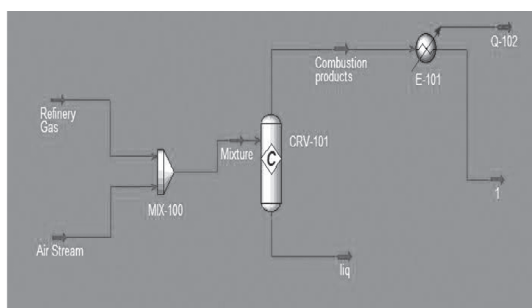 Q-102
Combustion
products
E-101
Refinery
Gas
CRV-101
Mixture
C
MIX-100
1
Air Stream
liq